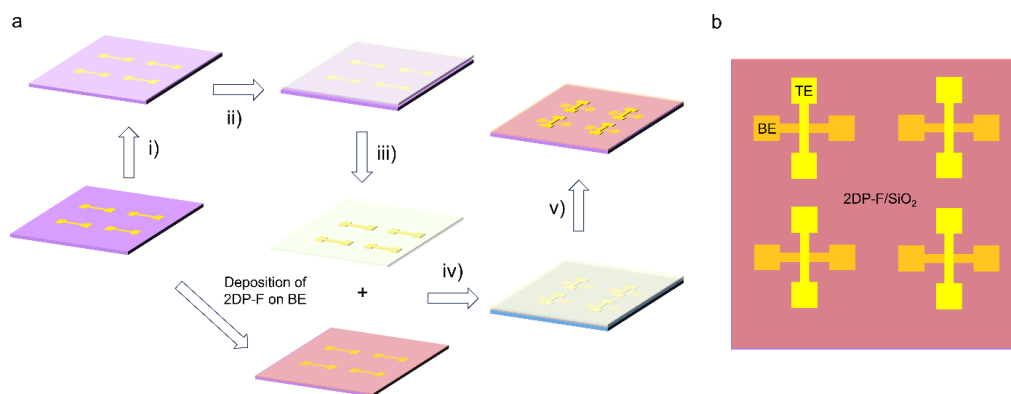 a
i)
ii)
iii)
Deposition of
2DP-F on BE
+
iv)
v)
b
TE
BE
2DP-F/SiO₂